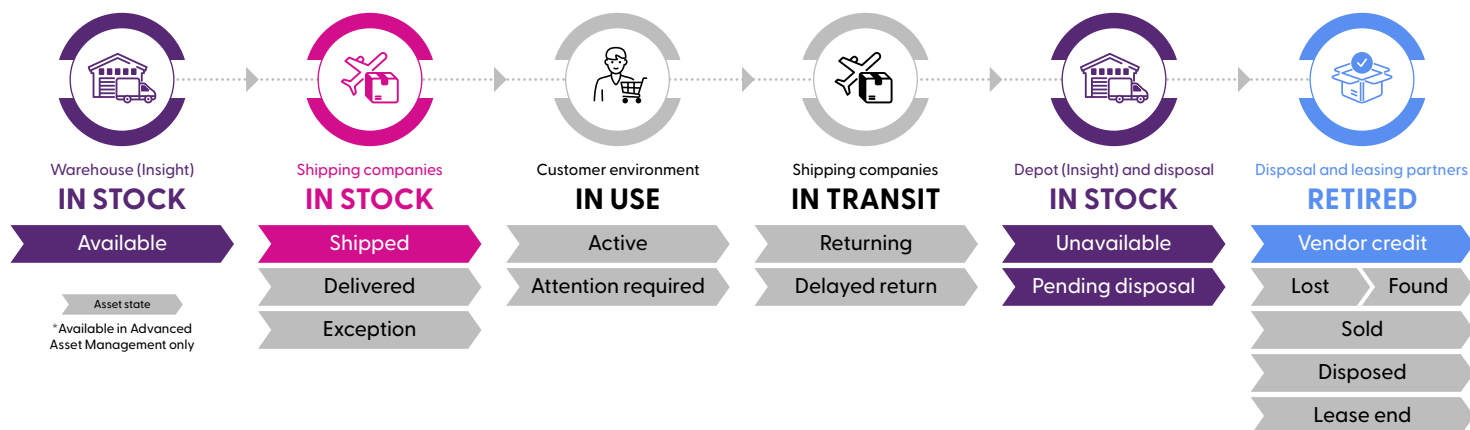 Warehouse (Insight)
IN STOCK
Available
Asset state
*Available in Advanced
Asset Management only
Shipping companies
IN STOCK
Shipped
Delivered
Exception
Customer environment
IN USE
Active
Attention required
Shipping companies
IN TRANSIT
Returning
Delayed return
Depot (Insight) and disposal
IN STOCK
Unavailable
Pending disposal
Disposal and leasing partners
RETIRED
Vendor credit
Lost
Found
Sold
Disposed
Lease end